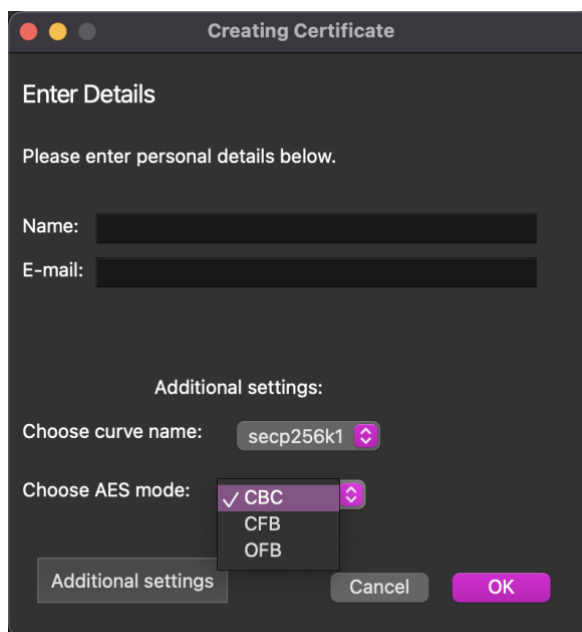 Creating Certificate
Enter Details
Please enter personal details below.
Name:
E-mail:
Additional settings:
Choose curve name: secp256k1
Choose AES mode: ✓ CBC
CFB
OFB
Additional settings Cancel OK